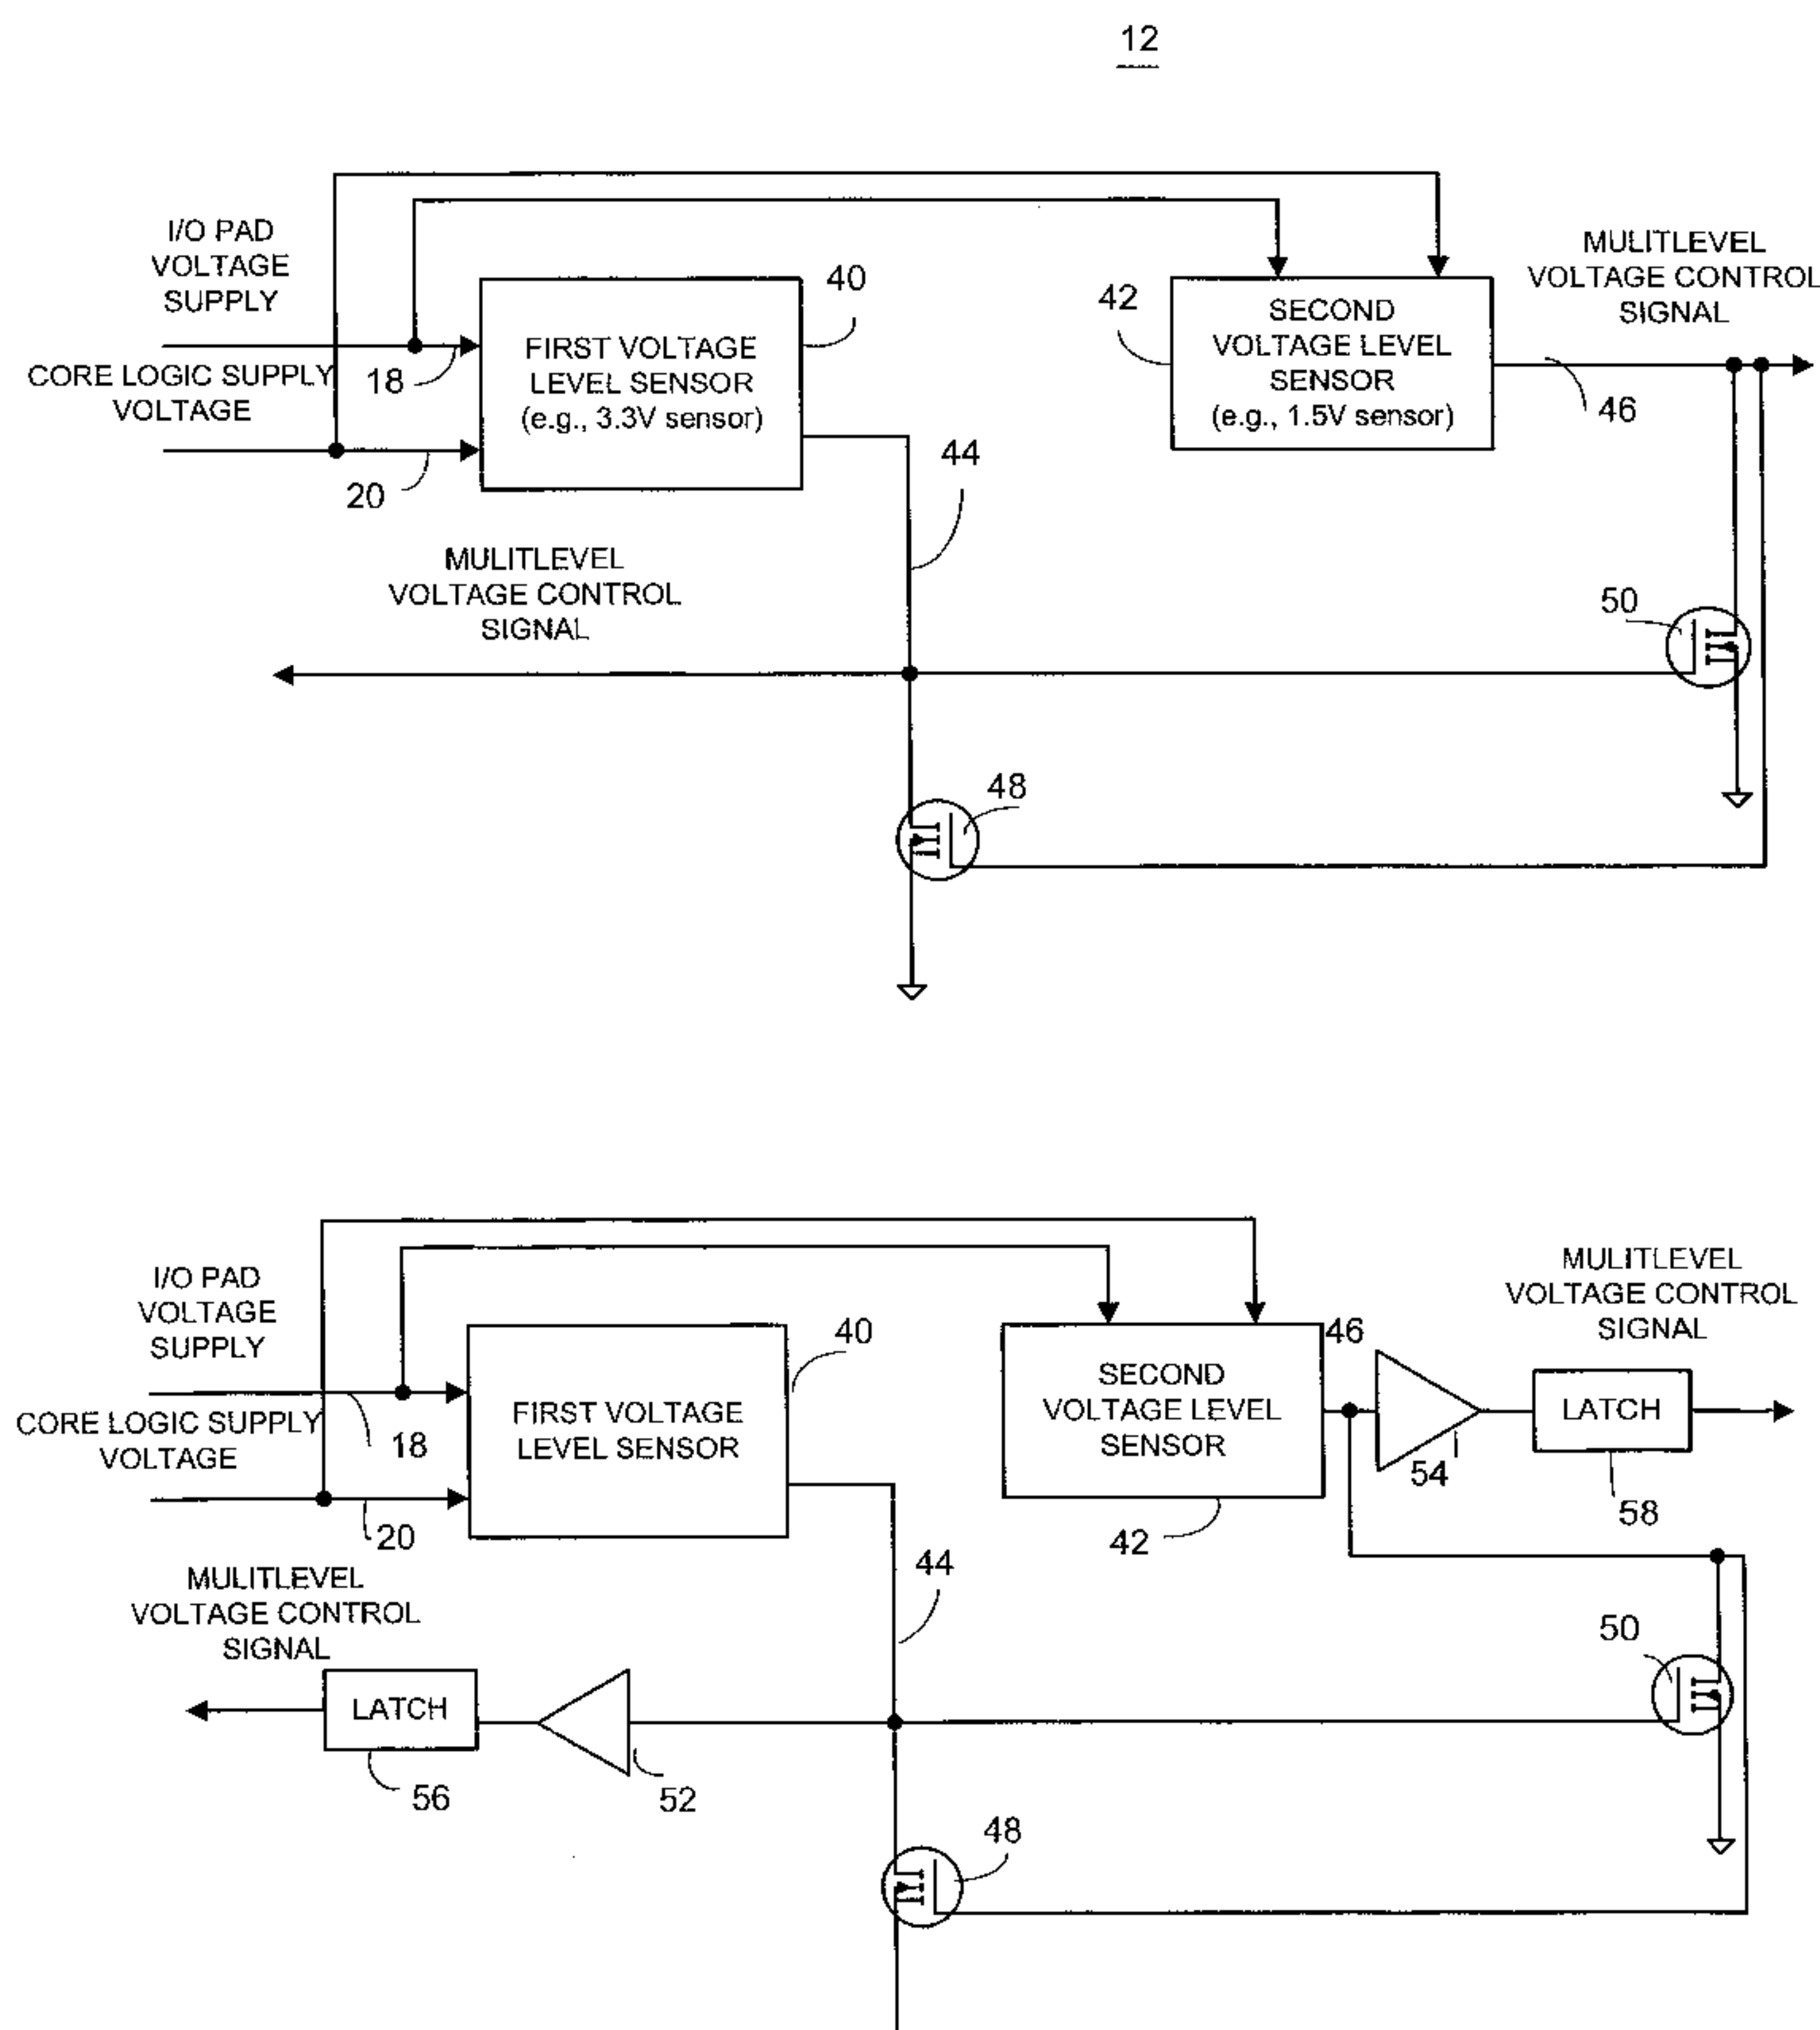 12
I/O PAD
VOLTAGE
SUPPLY
CORE LOGIC SUPPLY
VOLTAGE
18
20
FIRST VOLTAGE
LEVEL SENSOR
(e.g., 3.3V sensor)
40
42
SECOND
VOLTAGE LEVEL
SENSOR
(e.g., 1.5V sensor)
MULITLEVEL
VOLTAGE CONTROL
SIGNAL
46
44
MULITLEVEL
VOLTAGE CONTROL
SIGNAL
50
48
I/O PAD
VOLTAGE
SUPPLY
CORE LOGIC SUPPLY
VOLTAGE
18
20
FIRST VOLTAGE
LEVEL SENSOR
40
SECOND
VOLTAGE LEVEL
SENSOR
42
46
54
LATCH
58
MULITLEVEL
VOLTAGE CONTROL
SIGNAL
44
MULITLEVEL
VOLTAGE CONTROL
SIGNAL
LATCH
56
52
50
48